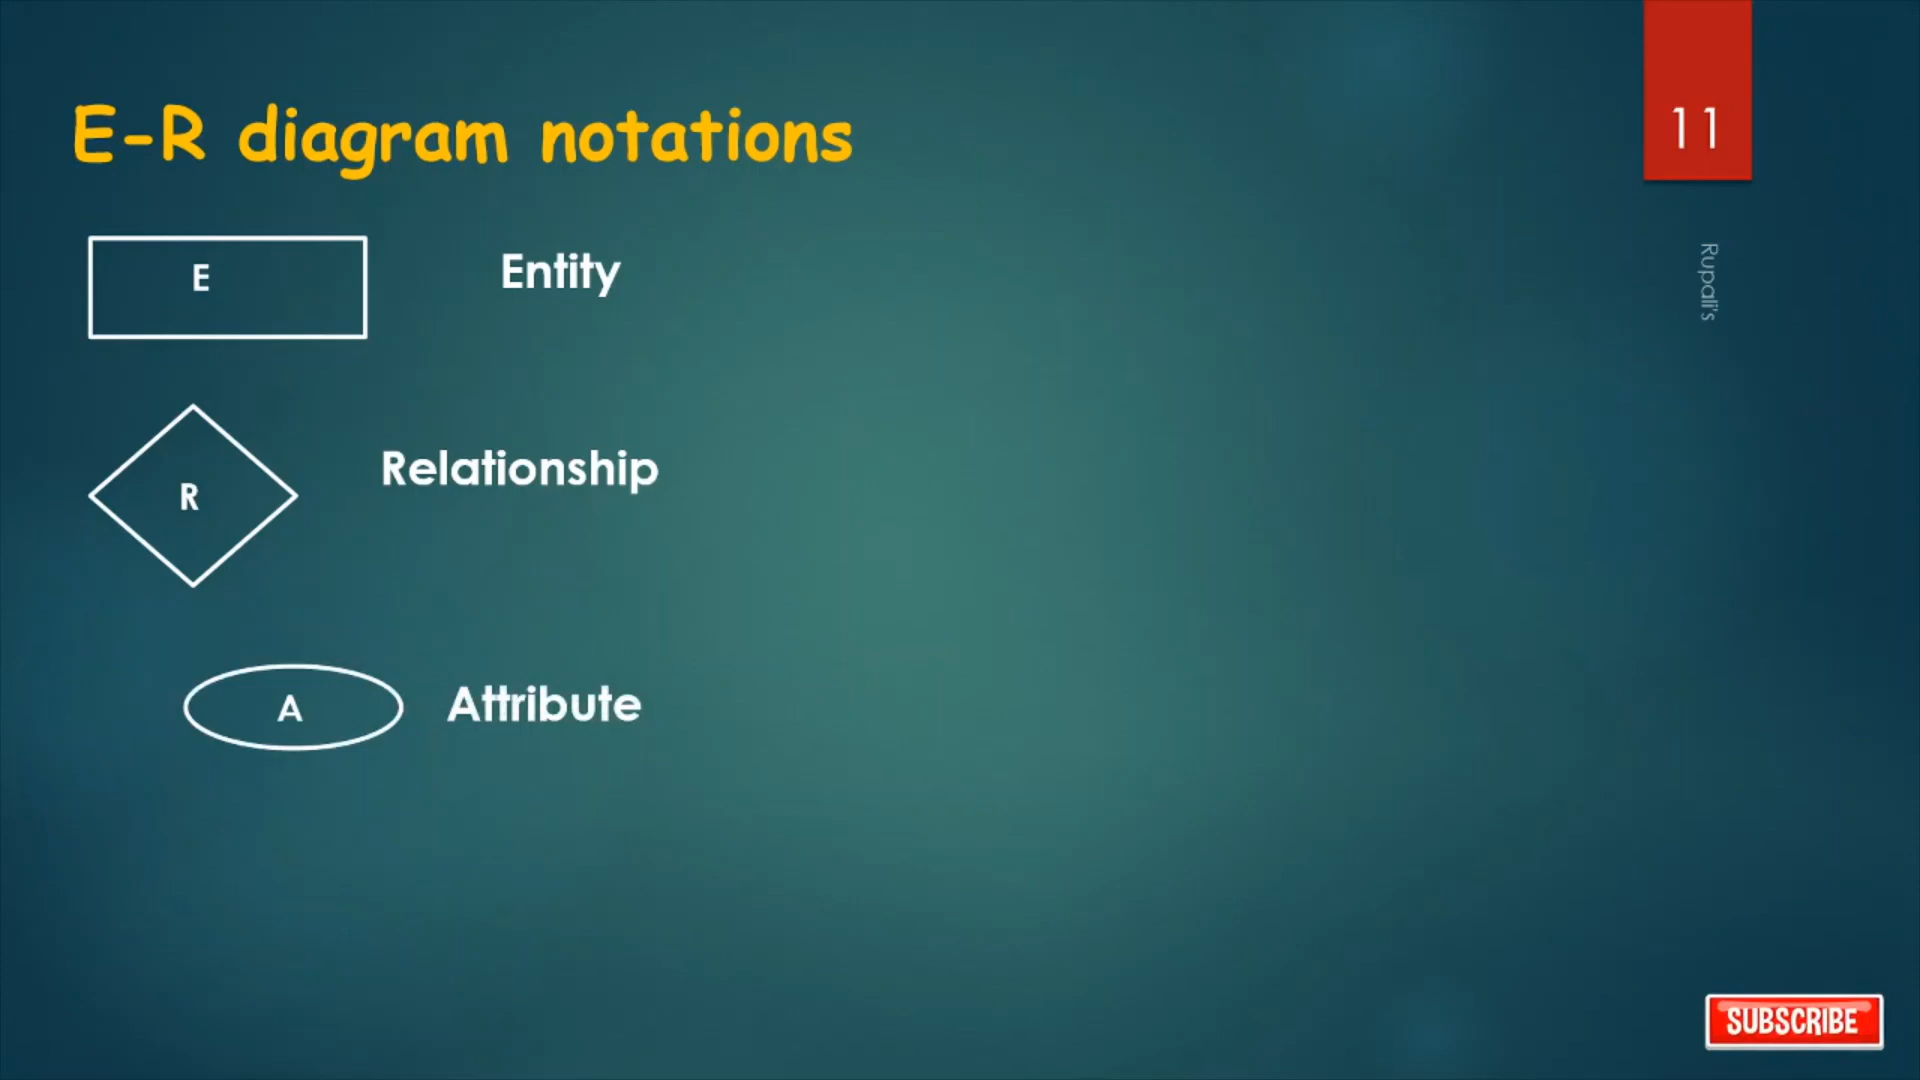 E-R diagram notations
11
E
Entity
Rupali's
R
Relationship
A
Attribute
SUBSCRIBE